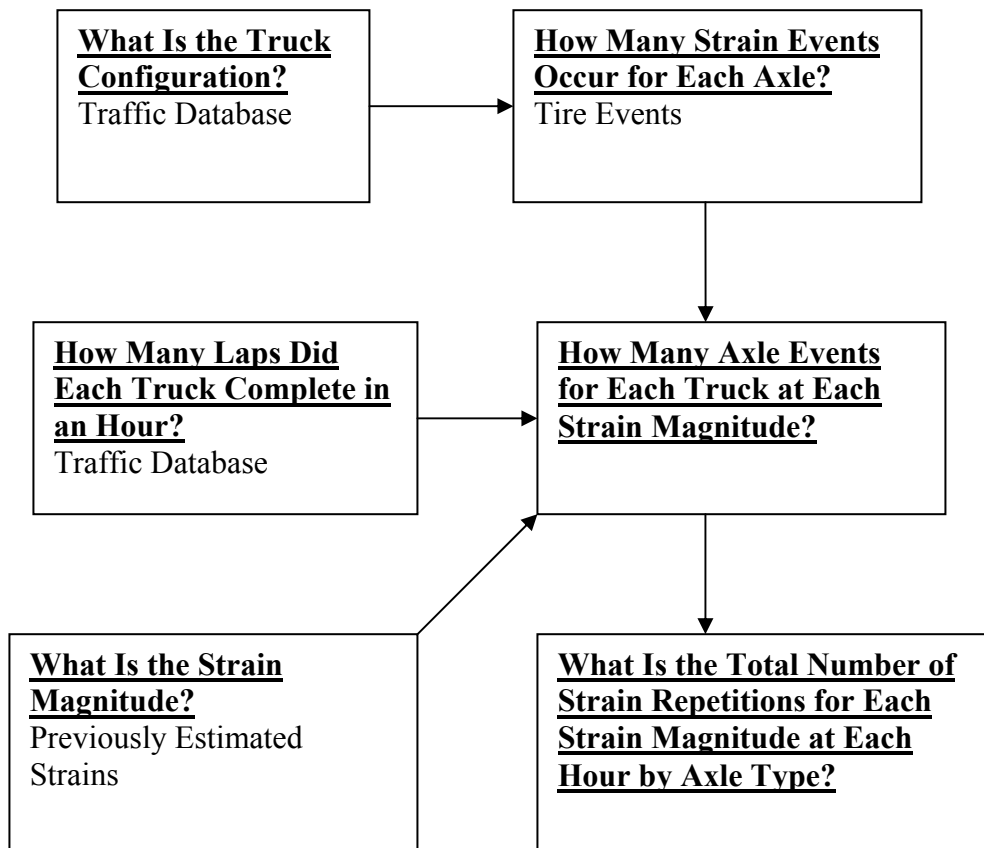 What Is the Truck
Configuration?
Traffic Database
How Many Strain Events
Occur for Each Axle?
Tire Events
How Many Laps Did
Each Truck Complete in
an Hour?
Traffic Database
How Many Axle Events
for Each Truck at Each
Strain Magnitude?
What Is the Strain
Magnitude?
Previously Estimated
Strains
What Is the Total Number of
Strain Repetitions for Each
Strain Magnitude at Each
Hour by Axle Type?